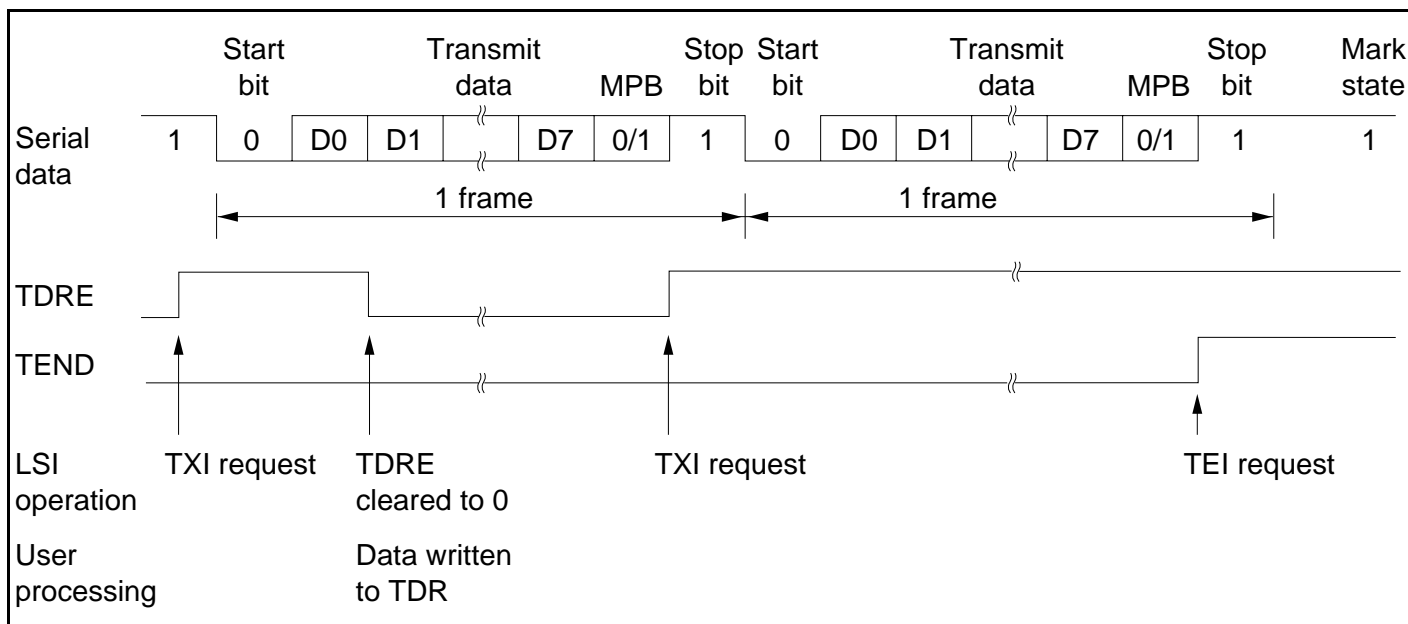 Start Transmit Stop Start Transmit Stop Mark
bit data MPB bit bit data MPB bit state
Serial data 1 0 D0 D1 D7 0/1 1 0 D0 D1 D7 0/1 1 1
1 frame 1 frame
TDRE
TEND
LSI operation TXI request TDRE cleared to 0 TXI request TEI request
User processing Data written to TDR